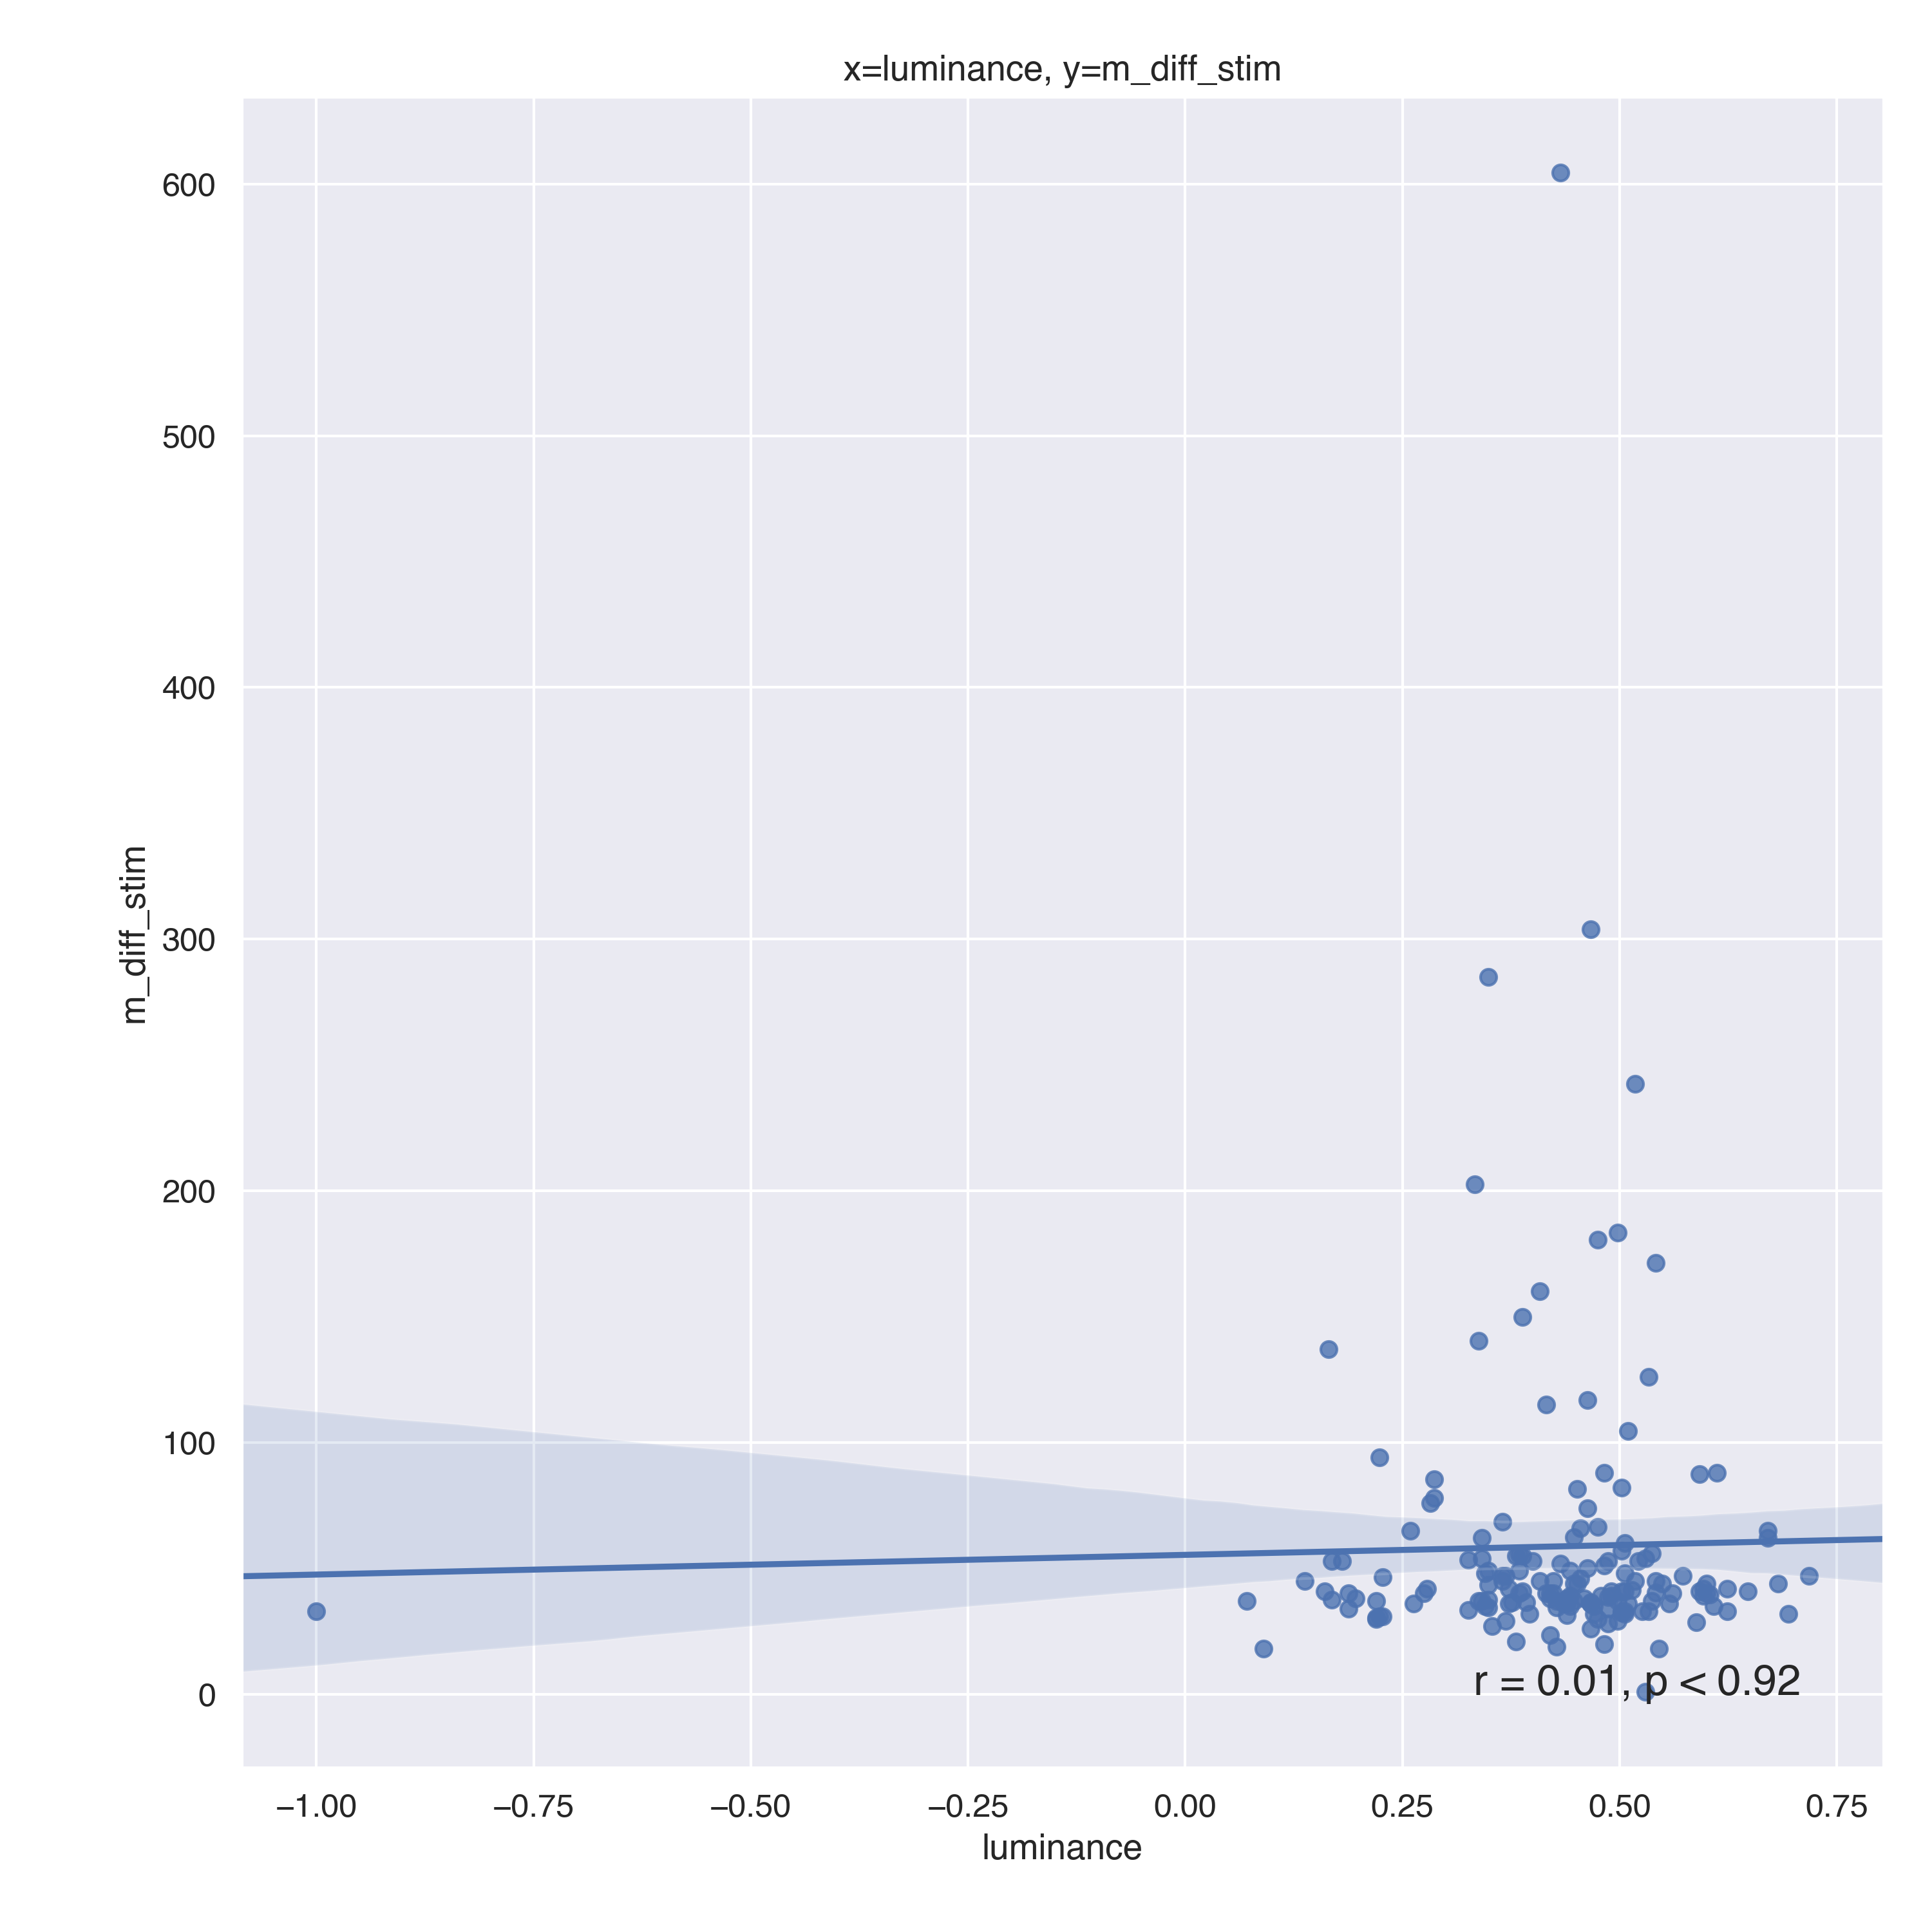 x=luminance, y=m_diff_stim
600
500
400
300
200
100
0
m_diff_stim
r = 0.01, p < 0.92
−1.00 −0.75 −0.50 −0.25 0.00 0.25 0.50 0.75
luminance